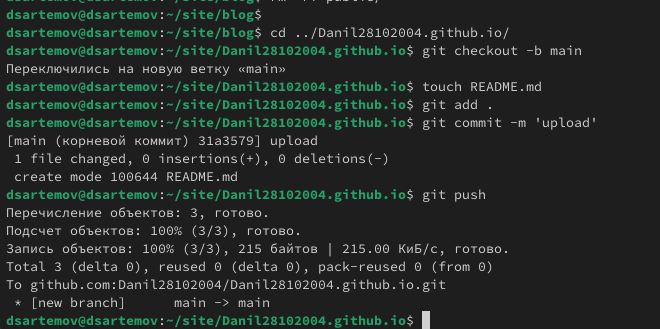 dsartemov@dsartemov:~/site/blog$
dsartemov@dsartemov:~/site/blog$ cd ../Danil28102004.github.io/
dsartemov@dsartemov:~/site/Danil28102004.github.io$ git checkout -b main
Переключились на новую ветку «main»
dsartemov@dsartemov:~/site/Danil28102004.github.io$ touch README.md
dsartemov@dsartemov:~/site/Danil28102004.github.io$ git add .
dsartemov@dsartemov:~/site/Danil28102004.github.io$ git commit -m 'upload'
[main (корневой коммит) 31a3579] upload
 1 file changed, 0 insertions(+), 0 deletions(-)
 create mode 100644 README.md
dsartemov@dsartemov:~/site/Danil28102004.github.io$ git push
Перечисление объектов: 3, готово.
Подсчет объектов: 100% (3/3), готово.
Запись объектов: 100% (3/3), 215 байтов | 215.00 КиБ/с, готово.
Total 3 (delta 0), reused 0 (delta 0), pack-reused 0 (from 0)
To github.com:Danil28102004/Danil28102004.github.io.git
 * [new branch]      main -> main
dsartemov@dsartemov:~/site/Danil28102004.github.io$